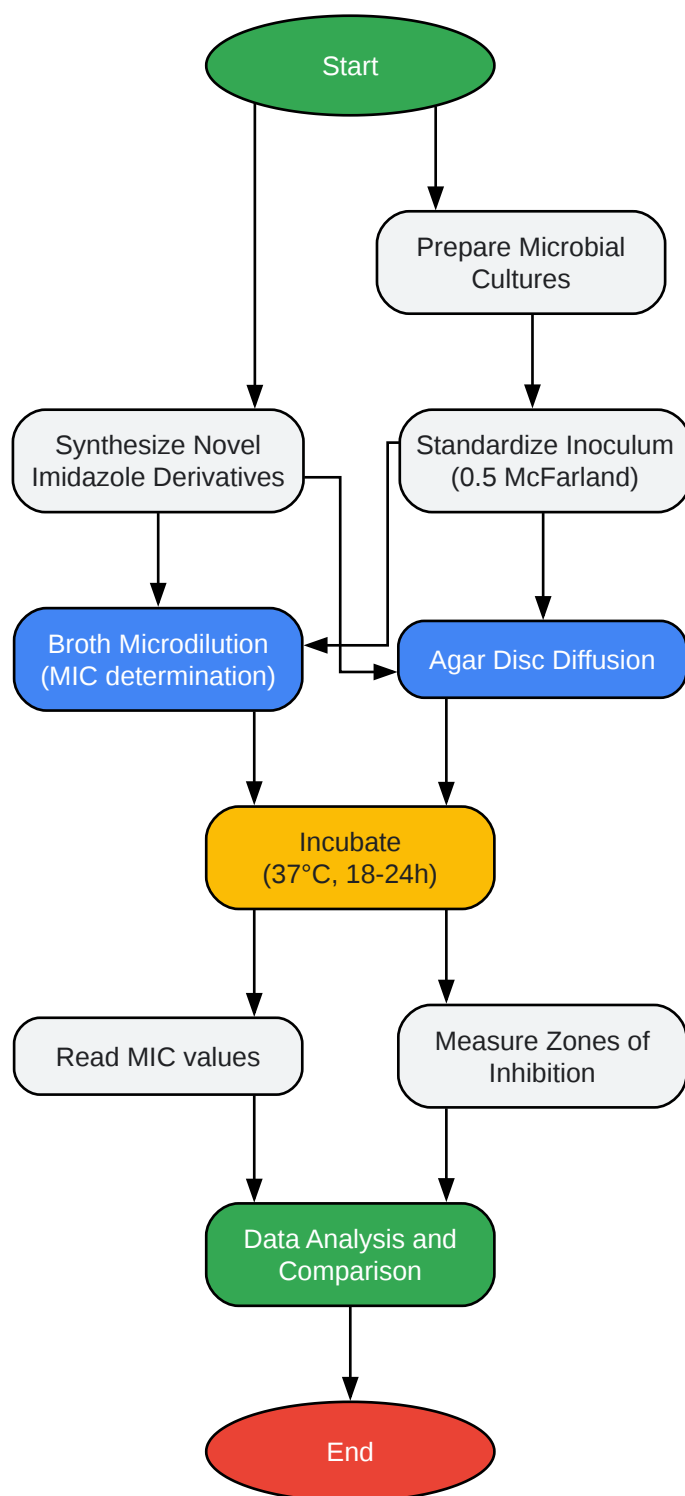 Start
Prepare Microbial
Cultures
Synthesize Novel
Imidazole Derivatives
Standardize Inoculum
(0.5 McFarland)
Broth Microdilution
(MIC determination)
Agar Disc Diffusion
Incubate
(37°C, 18-24h)
Read MIC values
Measure Zones of
Inhibition
Data Analysis and
Comparison
End